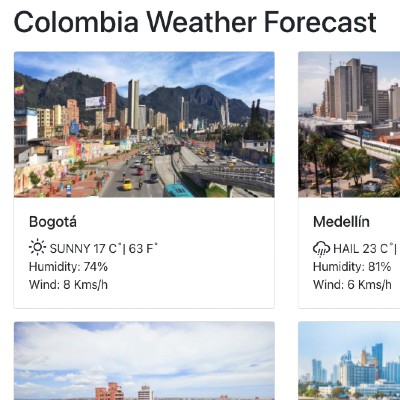 Colombia Weather Forecast
Bogotá
SUNNY 17 C°| 63 F°
Humidity: 74%
Wind: 8 Kms/h
Medellín
HAIL 23 C°|
Humidity: 81%
Wind: 6 Kms/h